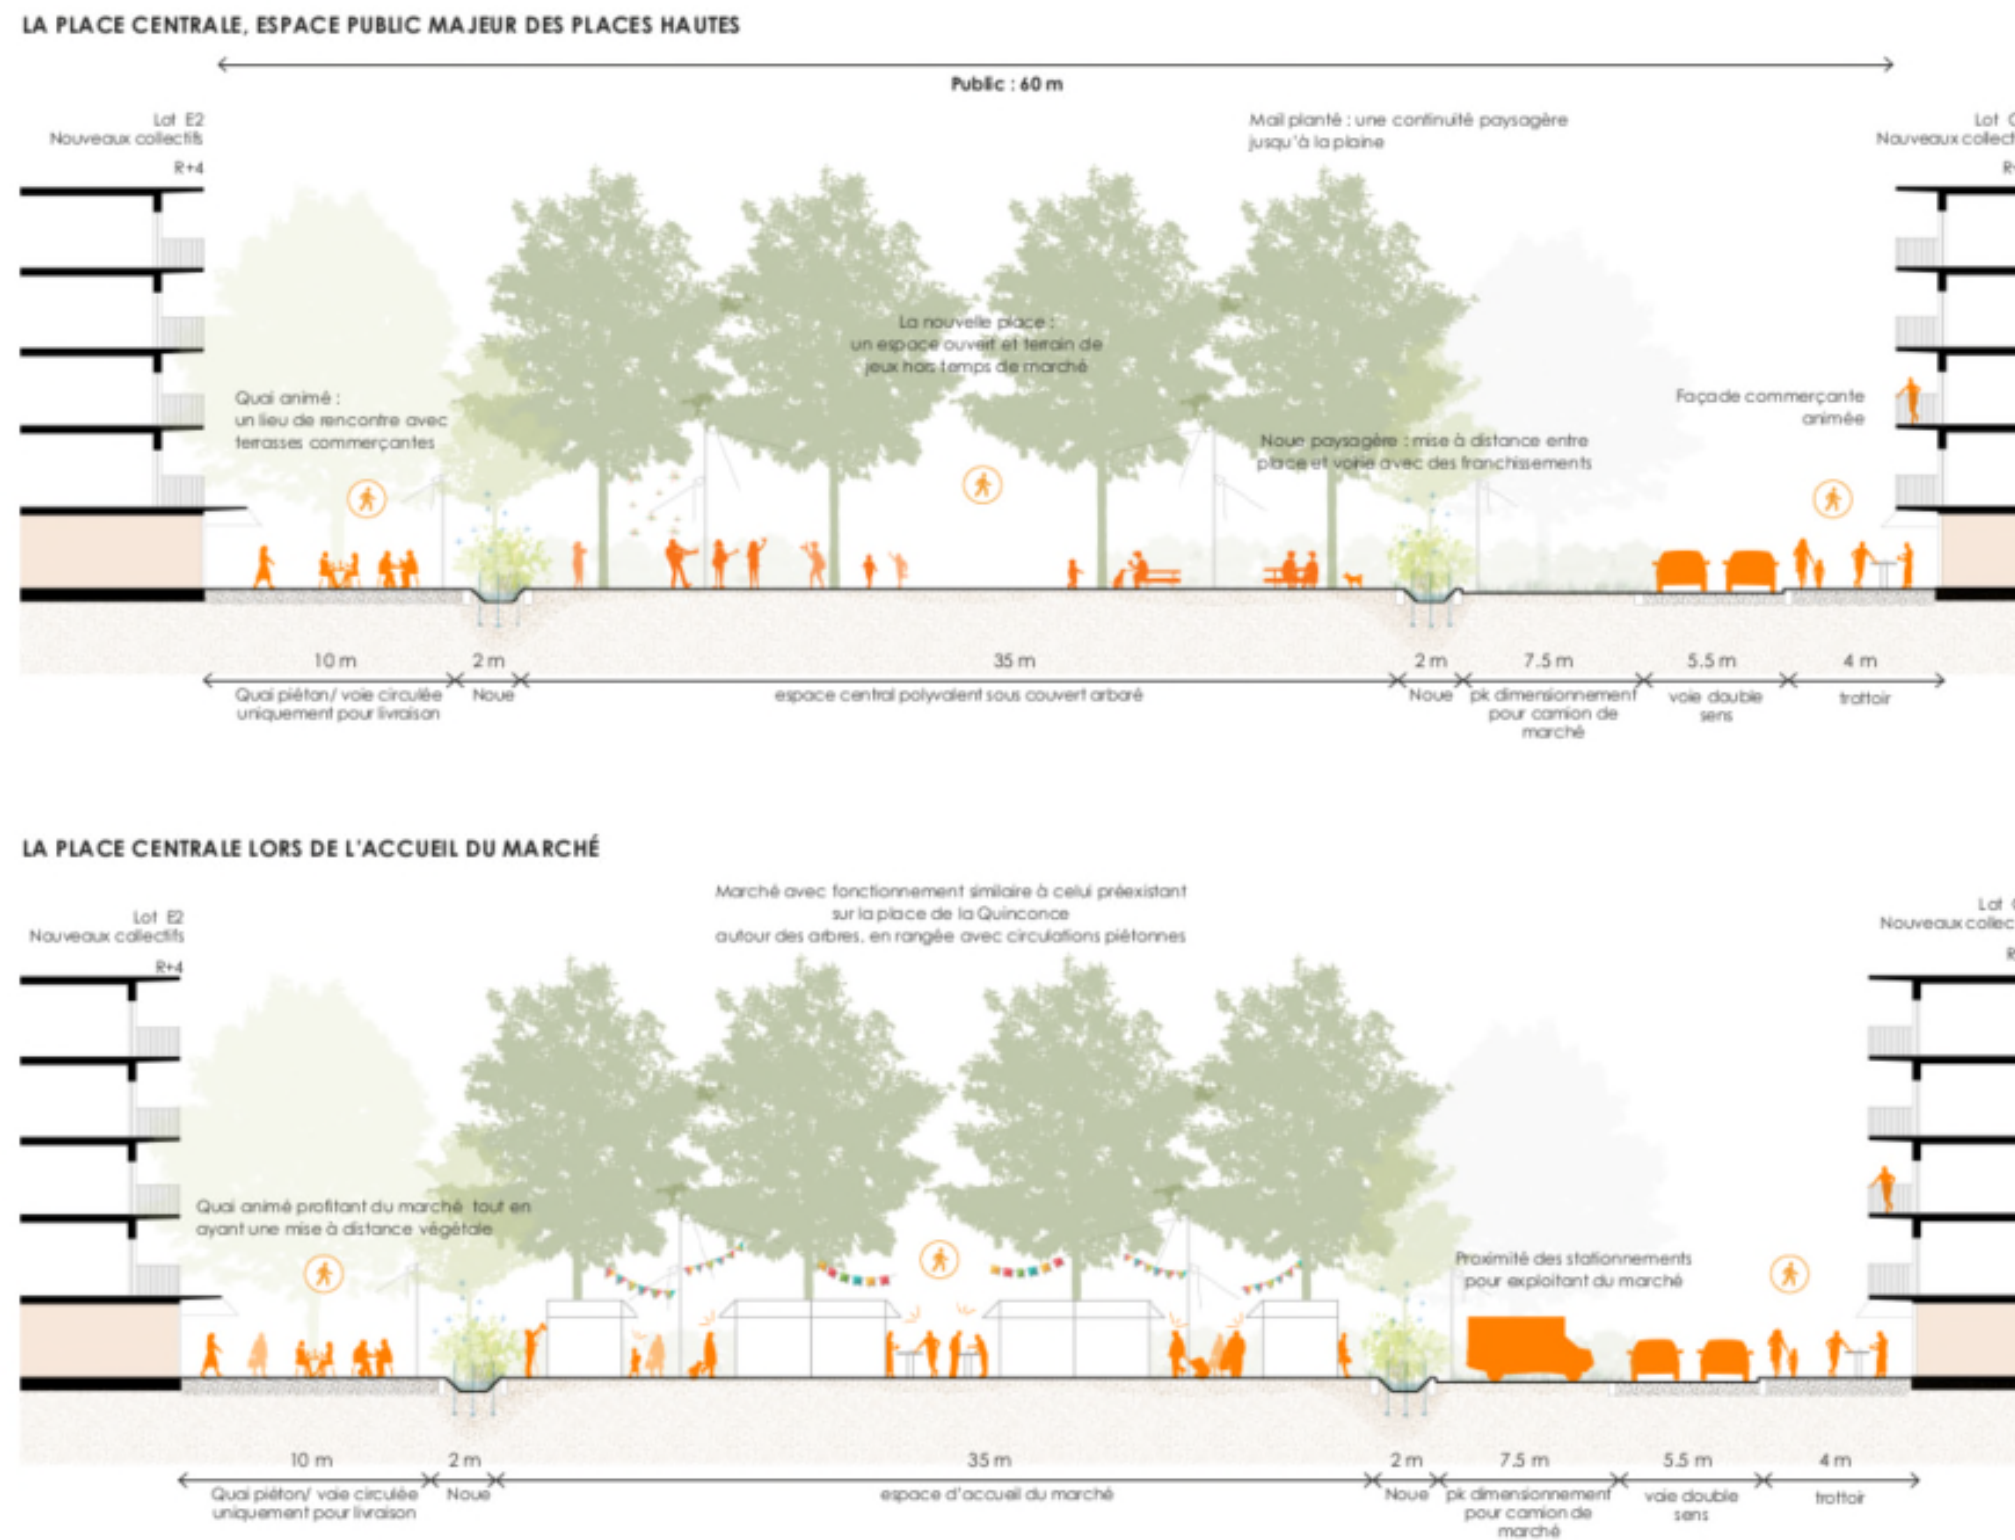 LA PLACE CENTRALE, ESPACE PUBLIC MAJEUR DES PLACES HAUTES
Public : 60 m
Lot E2
Nouveaux collectifs
R+4
Mail planté : une continuité paysagère
jusqu'à la plaine
Lot
Nouveaux
La nouvelle place :
un espace ouvert et terrain de
jeux hors temps de marché
Quai animé :
un lieu de rencontre avec
terrasses commerçantes
Façade commerçante
animée
Noue paysagère : mise à distance entre
place et voirie avec des franchissements
10 m
2 m
35 m
2 m
7.5 m
5.5 m
4 m
Quai piéton/ voie circulée
uniquement pour livraison
Noue
espace central polyvalent sous couvert arboré
Noue
pk dimensionnement
pour camion de
marché
voie double
sens
trottoir
LA PLACE CENTRALE LORS DE L'ACCUEIL DU MARCHÉ
Marché avec fonctionnement similaire à celui préexistant
sur la place de la Quinconce
autour des arbres, en rangée avec circulations piétonnes
Lot E2
Nouveaux collectifs
R+4
Lot
Nouveaux
Quai animé profitant du marché tout en
ayant une mise à distance végétale
Proximité des stationnements
pour exploitant du marché
10 m
2 m
35 m
2 m
7.5 m
5.5 m
4 m
Quai piéton/ voie circulée
uniquement pour livraison
Noue
espace d'accueil du marché
Noue
pk dimensionnement
pour camion de
marché
voie double
sens
trottoir